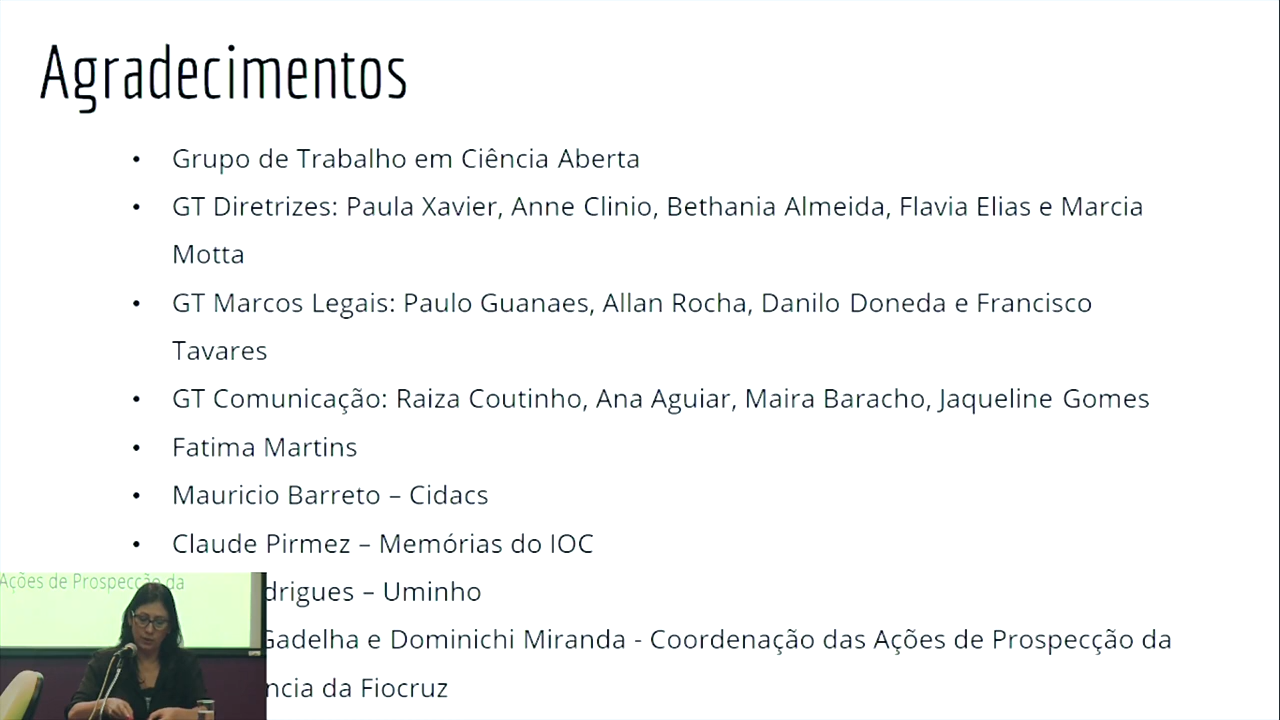 Agradecimentos
• Grupo de Trabalho em Ciência Aberta
• GT Diretrizes: Paula Xavier, Anne Clinio, Bethania Almeida, Flavia Elias e Marcia
Motta
• GT Marcos Legais: Paulo Guanaes, Allan Rocha, Danilo Doneda e Francisco
Tavares
• GT Comunicação: Raiza Coutinho, Ana Aguiar, Maira Baracho, Jaqueline Gomes
• Fatima Martins
• Mauricio Barreto – Cidacs
• Claude Pirmez – Memórias do IOC
– Uminho
Gadelha e Dominichi Miranda - Coordenação das Ações de Prospecção da
da Fiocruz
Ações de Prospecção da